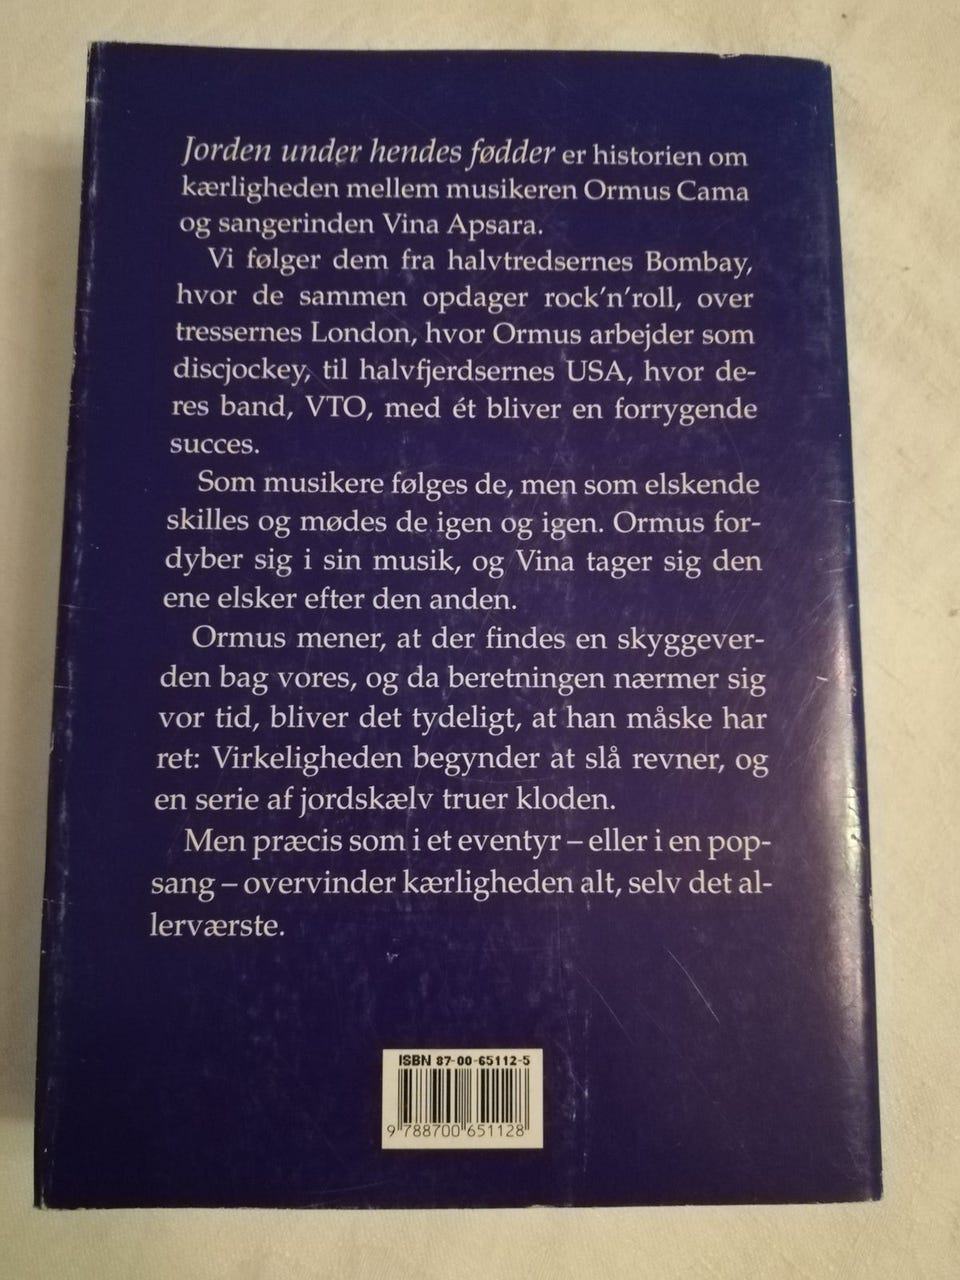 Jorden under hendes fødder er historien om
kærligheden mellem musikeren Ormus Cama
og sangerinden Vina Apsara.
Vi følger dem fra halvtredsernes Bombay,
hvor de sammen opdager rock'n'roll, over
tressernes London, hvor Ormus arbejder som
discjockey, til halvfjerdsernes USA, hvor de-
res band, VTO, med ét bliver en forrygende
succes.
Som musikere følges de, men som elskende
skilles og mødes de igen og igen. Ormus for-
dyber sig i sin musik, og Vina tager sig den
ene elsker efter den anden.
Ormus mener, at der findes en skyggever-
den bag vores, og da beretningen nærmer sig
vor tid, bliver det tydeligt, at han måske har
ret: Virkeligheden begynder at slå revner, og
en serie af jordskælv truer kloden.
Men præcis som i et eventyr – eller i en pop-
sang – overvinder kærligheden alt, selv det al-
lerværste.
ISBN 87-00-65112-5
9 788700 651128